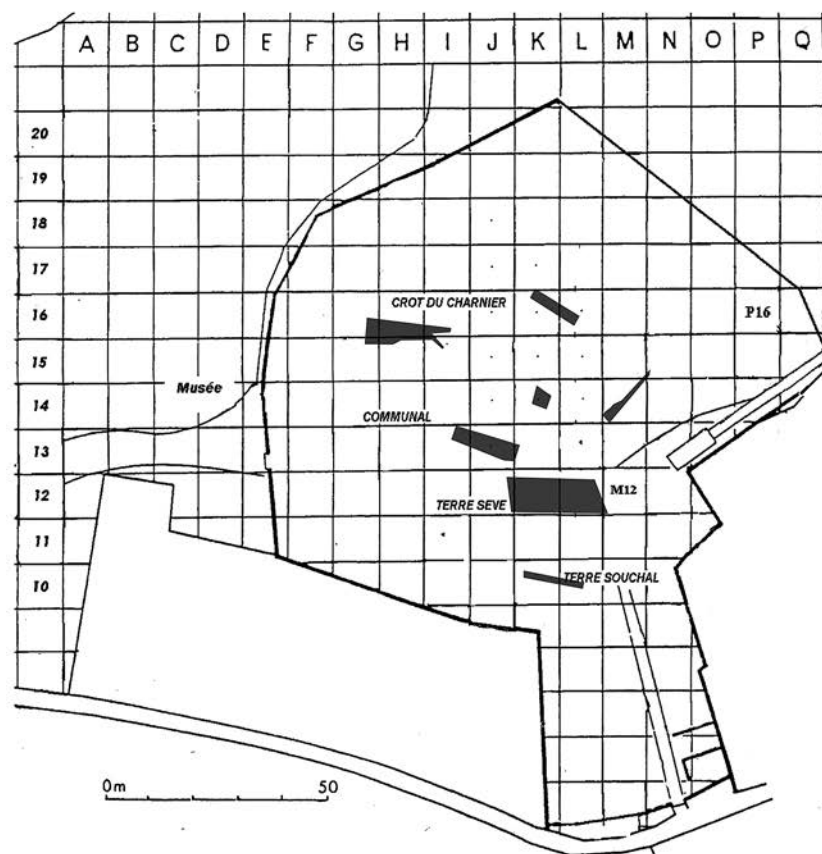 A B C D E F G H I J K L M N O P Q
20
19
18
17
CROT DU CHARNIER
16
P16
15
Musée
14
COMMUNAL
13
12
M12
TERRE SEVE
11
10
TERRE SOUCHAL
0m 50